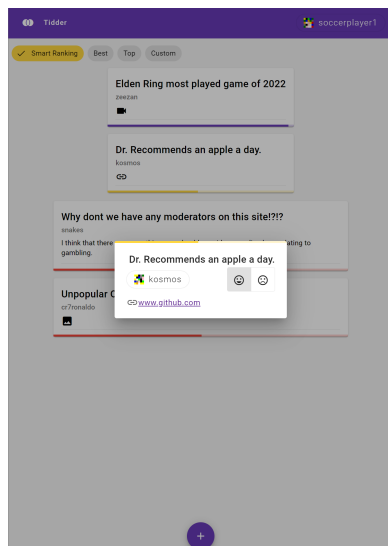 Tidder
soccerplayer1
Smart Ranking
Best
Top
Custom
Elden Ring most played game of 2022
zeezan
Dr. Recommends an apple a day.
kosmos
Why dont we have any moderators on this site!?!?
snakes
I think that there
ating to
gambling.
Dr. Recommends an apple a day.
kosmos
www.github.com
Unpopular
cr7ronaldo
+